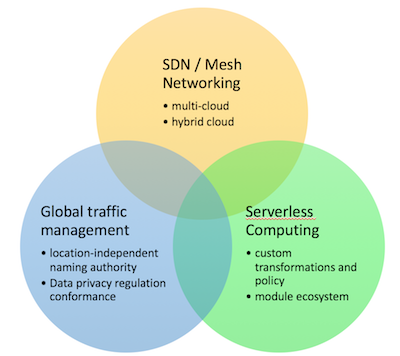 SDN / Mesh
Networking
• multi-cloud
• hybrid cloud
Global traffic
management
• location-independent
naming authority
• Data privacy regulation
conformance
Serverless
Computing
• custom
transformations and
policy
• module ecosystem